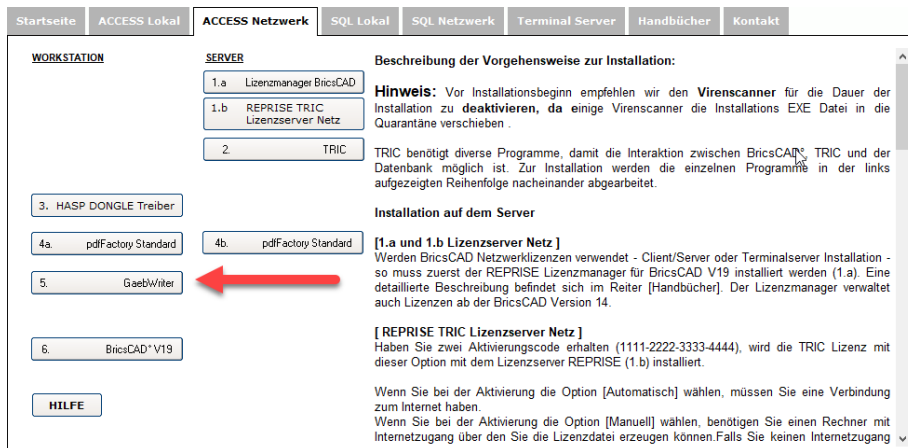 Startseite
ACCESS Lokal
ACCESS Netzwerk
SQL Lokal
SQL Netzwerk
Terminal Server
Handbücher
Kontakt
WORKSTATION
SERVER
1.a Lizenzmanager BricsCAD
1.b REPRISE TRIC
Lizenzserver Netz
2. TRIC
3. HASP DONGLE Treiber
4a. pdfFactory Standard
4b. pdfFactory Standard
5. GaebWriter
6. BricsCAD® V19
HILFE
Beschreibung der Vorgehensweise zur Installation:
Hinweis: Vor Installationsbeginn empfehlen wir den Virenscanner für die Dauer der
Installation zu deaktivieren, da einige Virenscanner die Installations EXE Datei in die
Quarantäne verschieben .
TRIC benötigt diverse Programme, damit die Interaktion zwischen BricsCAD®, TRIC und der
Datenbank möglich ist. Zur Installation werden die einzelnen Programme in der links
aufgezeigten Reihenfolge nacheinander abgearbeitet.
Installation auf dem Server
[1.a und 1.b Lizenzserver Netz ]
Werden BricsCAD Netzwerklizenzen verwendet - Client/Server oder Terminalserver Installation -
so muss zuerst der REPRISE Lizenzmanager für BricsCAD V19 installiert werden (1.a). Eine
detaillierte Beschreibung befindet sich im Reiter [Handbücher]. Der Lizenzmanager verwaltet
auch Lizenzen ab der BricsCAD Version 14.
[ REPRISE TRIC Lizenzserver Netz ]
Haben Sie zwei Aktivierungscode erhalten (1111-2222-3333-4444), wird die TRIC Lizenz mit
dieser Option mit dem Lizenzserver REPRISE (1.b) installiert.
Wenn Sie bei der Aktivierung die Option [Automatisch] wählen, müssen Sie eine Verbindung
zum Internet haben.
Wenn Sie bei der Aktivierung die Option [Manuell] wählen, benötigen Sie einen Rechner mit
Internetzugang über den Sie die Lizenzdatei erzeugen können.Falls Sie keinen Internetzugang